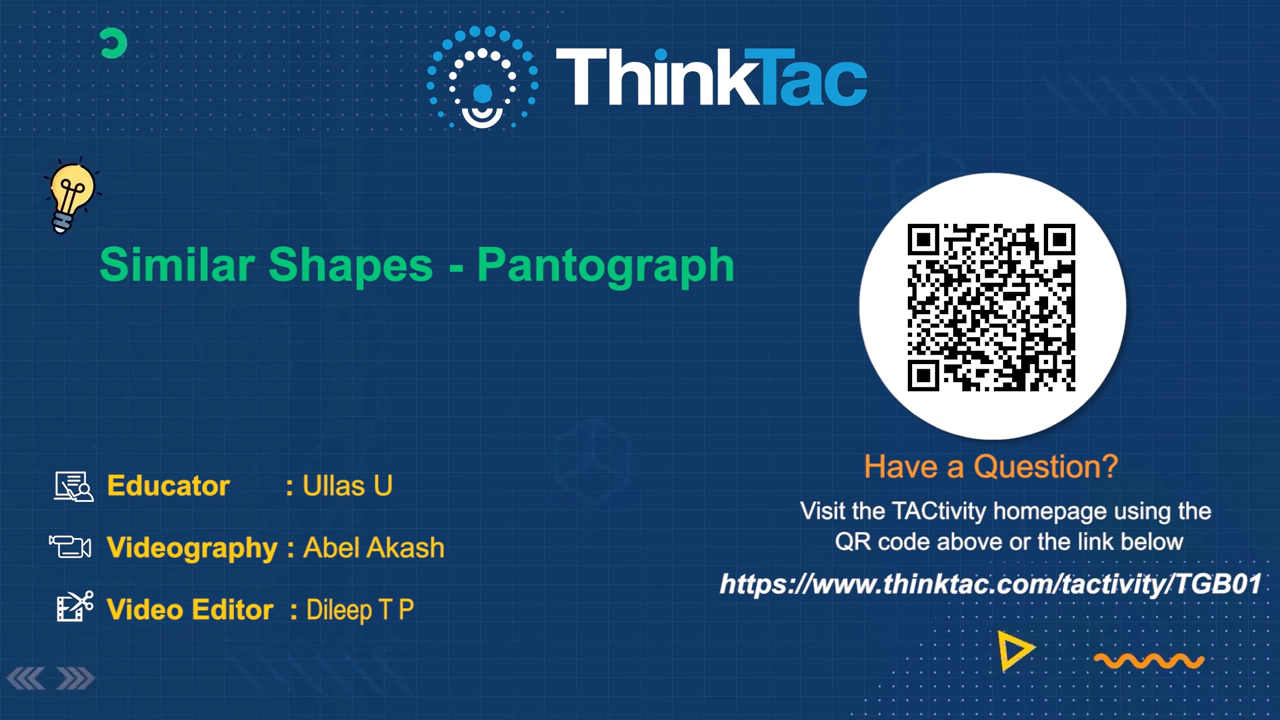 ThinkTac
Similar Shapes - Pantograph
Educator : Ullas U
Videography : Abel Akash
Video Editor : Dileep T P
Have a Question?
Visit the TACtivity homepage using the
QR code above or the link below
https://www.thinktac.com/tactivity/TGB01